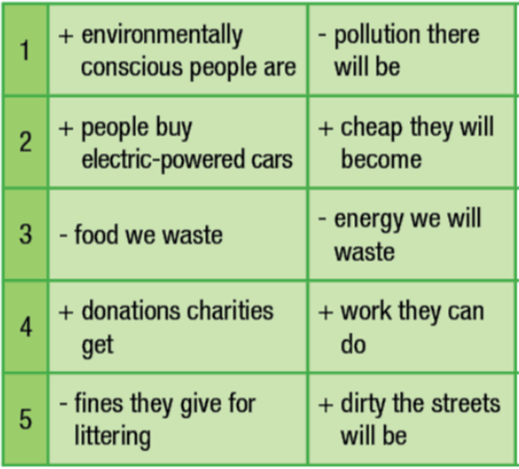 1
+ environmentally
conscious people are
- pollution there
will be
2
+ people buy
electric-powered cars
+ cheap they will
become
3
- food we waste
- energy we will
waste
4
+ donations charities
get
+ work they can
do
5
- fines they give for
littering
+ dirty the streets
will be